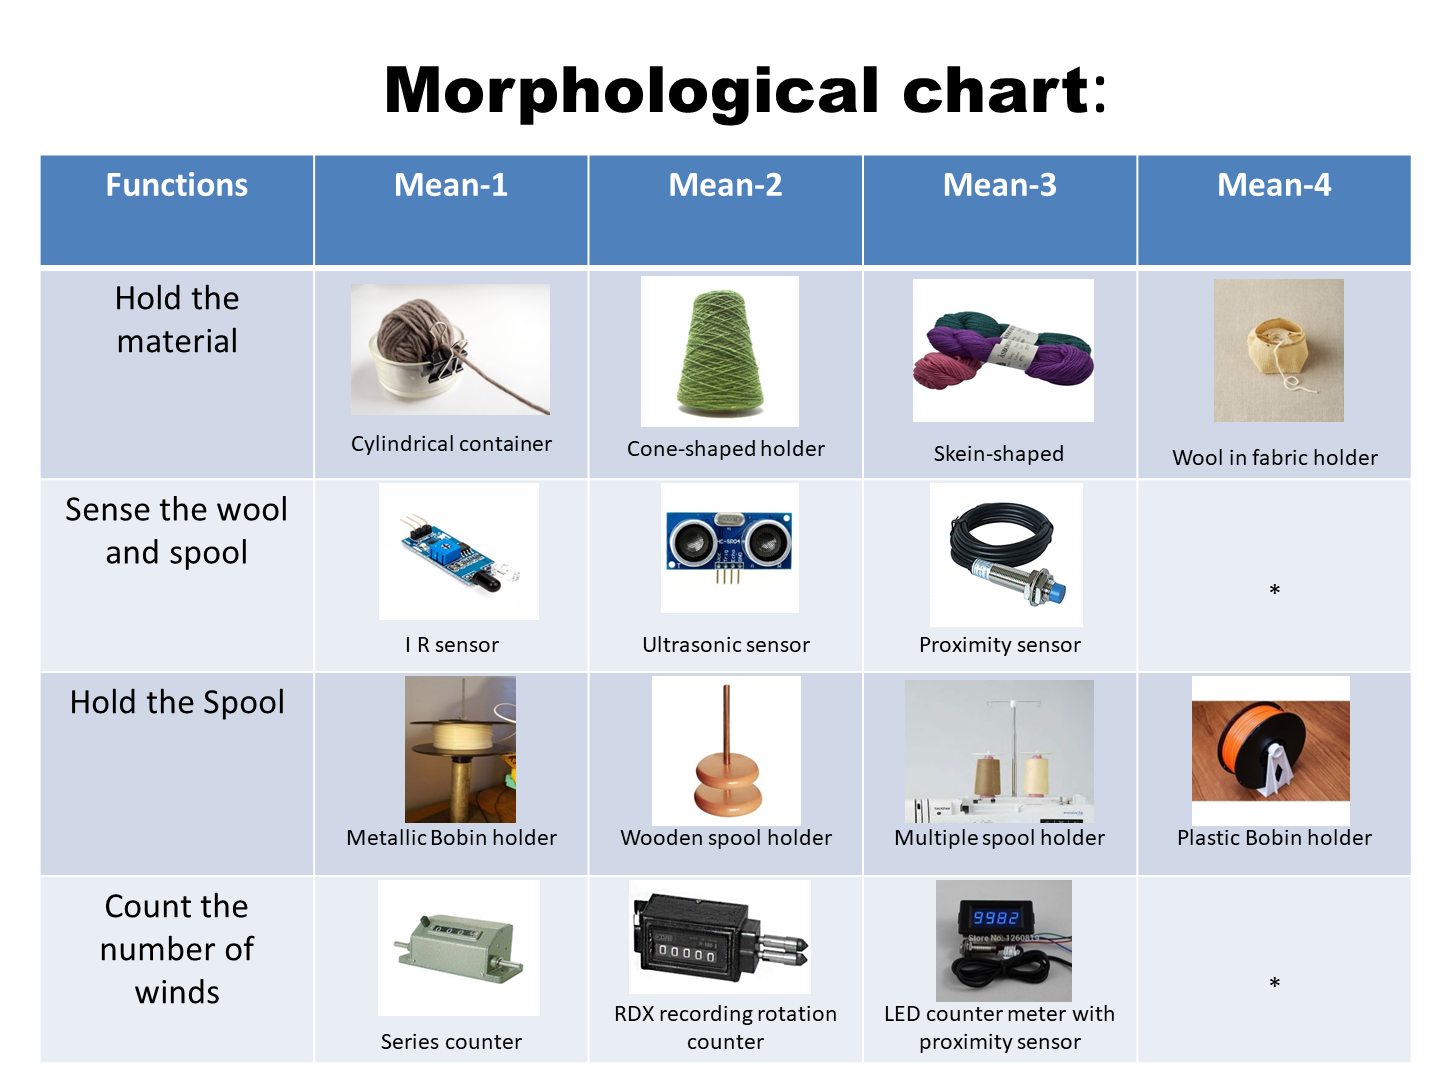 Morphological chart:
Functions
Mean-1
Mean-2
Mean-3
Mean-4
Hold the
material
Cylindrical container
Cone-shaped holder
Skein-shaped
Wool in fabric holder
Sense the wool
and spool
I R sensor
HC-SR04
Ultrasonic sensor
Proximity sensor
*
Hold the Spool
Metallic Bobin holder
Wooden spool holder
Multiple spool holder
Plastic Bobin holder
Count the
number of
winds
Series counter
00000
RDX recording rotation
counter
9982
Store No: 1260819
LED counter meter with
proximity sensor
*